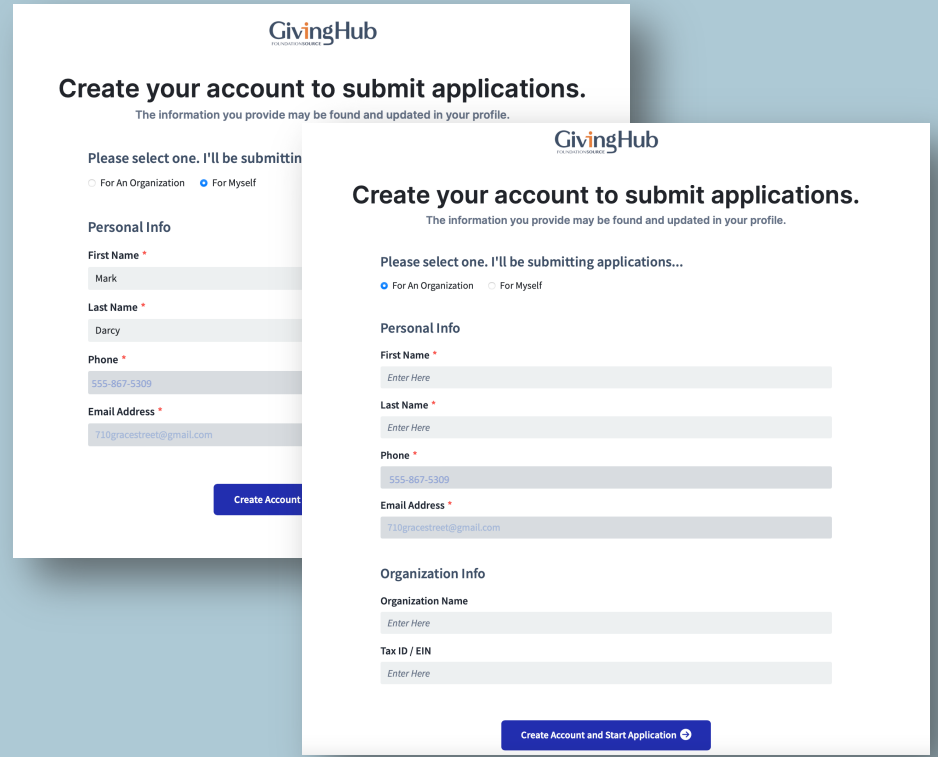 GivingHub
FOUNDATIONSOURCE
Create your account to submit applications.
The information you provide may be found and updated in your profile.
Please select one. I'll be submittin
For An Organization For Myself
Personal Info
First Name *
Mark
Last Name *
Darcy
Phone *
555-867-5309
Email Address *
710gracestreet@gmail.com
Create Account
GivingHub
FOUNDATIONSOURCE
Create your account to submit applications.
The information you provide may be found and updated in your profile.
Please select one. I'll be submitting applications...
For An Organization For Myself
Personal Info
First Name *
Enter Here
Last Name *
Enter Here
Phone *
555-867-5309
Email Address *
710gracestreet@gmail.com
Organization Info
Organization Name
Enter Here
Tax ID / EIN
Enter Here
Create Account and Start Application